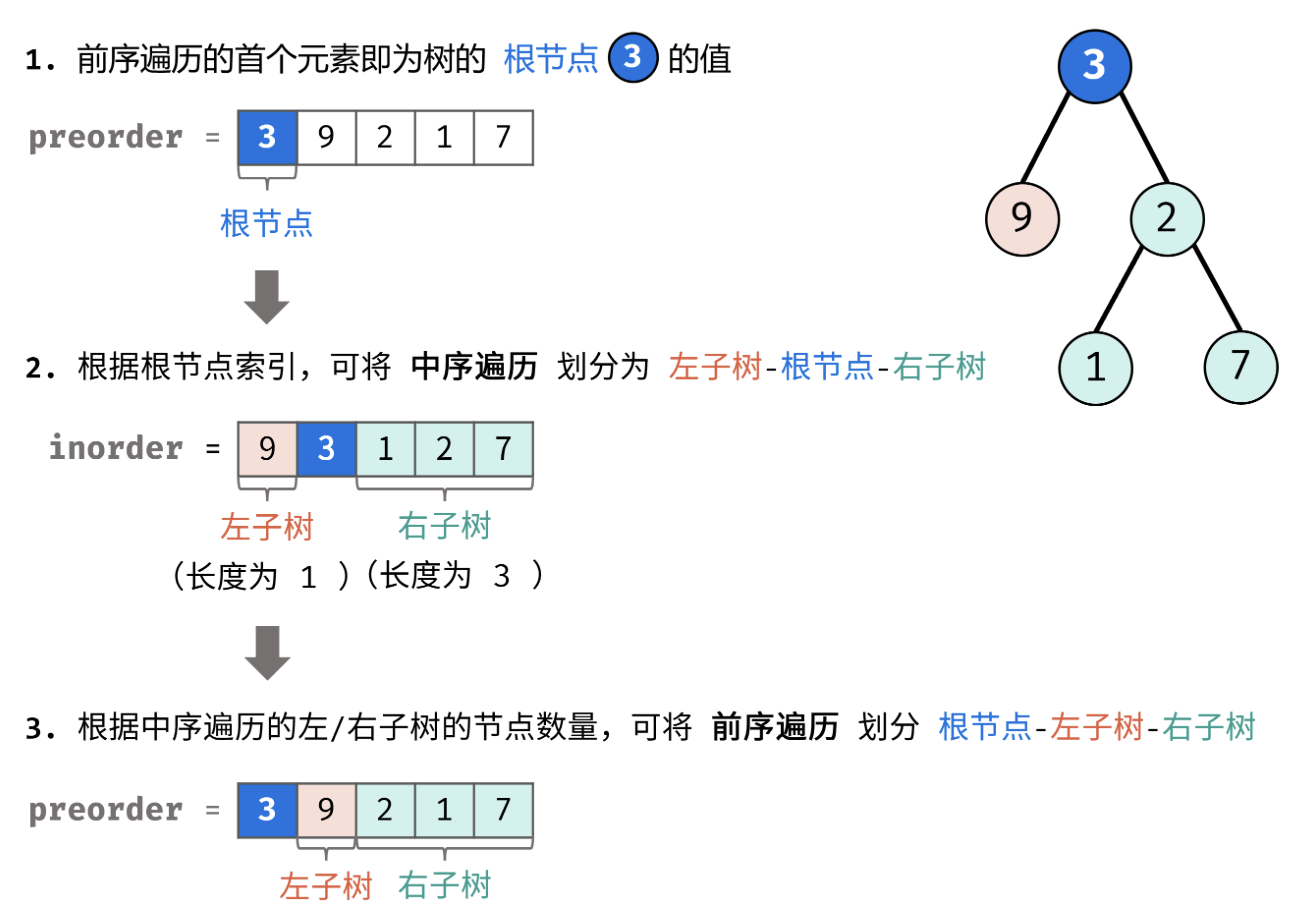 1. 前序遍历的首个元素即为树的 根节点 3 的值
preorder = 3 9 2 1 7
根节点
2. 根据根节点索引，可将 中序遍历 划分为 左子树-根节点-右子树
inorder = 9 3 1 2 7
左子树 右子树
（长度为 1 ）（长度为 3 ）
3. 根据中序遍历的左/右子树的节点数量，可将 前序遍历 划分 根节点-左子树-右子树
preorder = 3 9 2 1 7
左子树 右子树
3
9 2
1 7